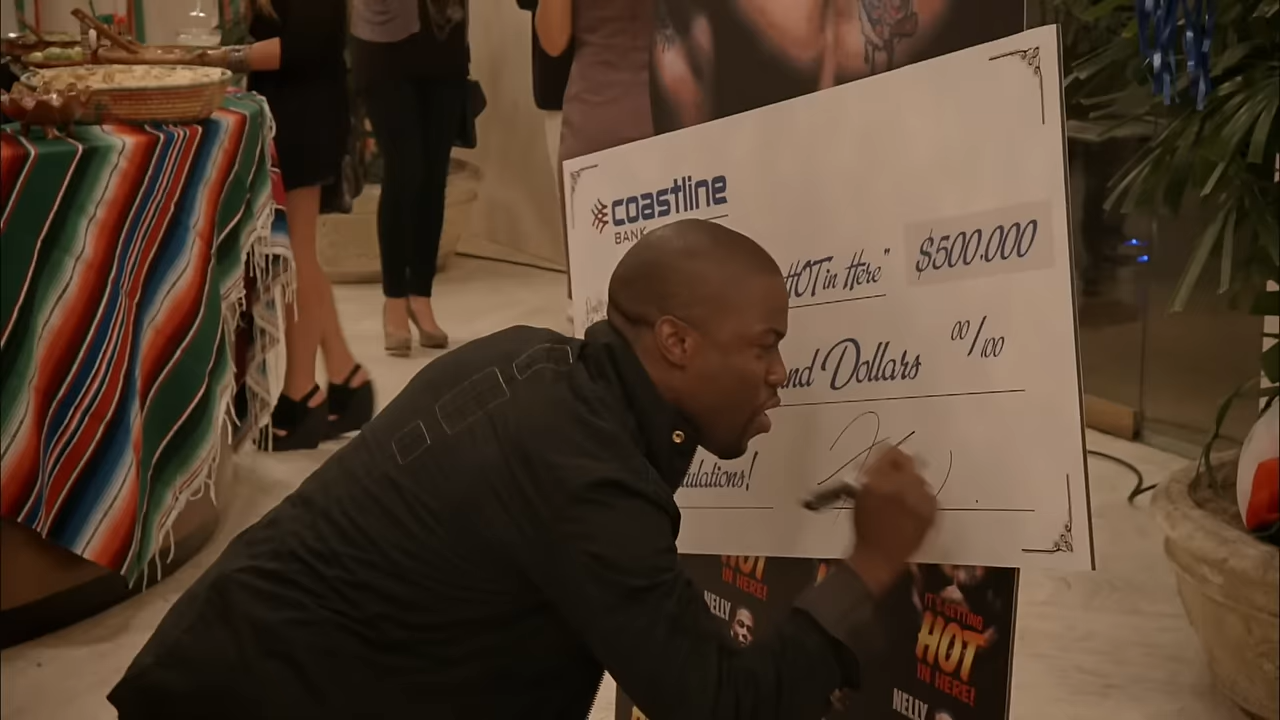 coastline
BANK
HOT in Here" $500.000
nd Dollars 00/100
ulations!
HOT
IN HERE!
NELLY
IT'S GETTING
HOT
IN HERE!
NELLY